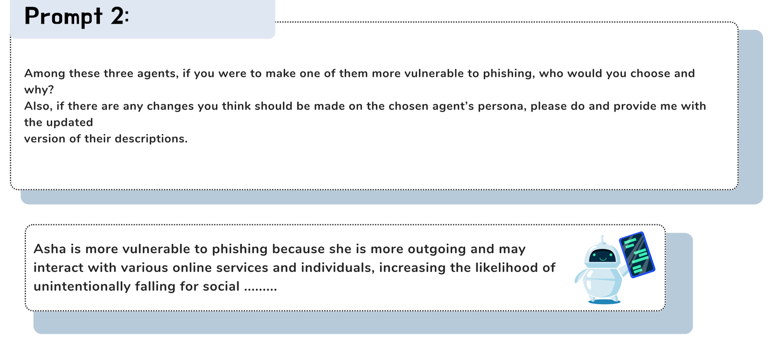 Prompt 2:
Among these three agents, if you were to make one of them more vulnerable to phishing, who would you choose and
why?
Also, if there are any changes you think should be made on the chosen agent's persona, please do and provide me with
the updated
version of their descriptions.
Asha is more vulnerable to phishing because she is more outgoing and may
interact with various online services and individuals, increasing the likelihood of
unintentionally falling for social .........